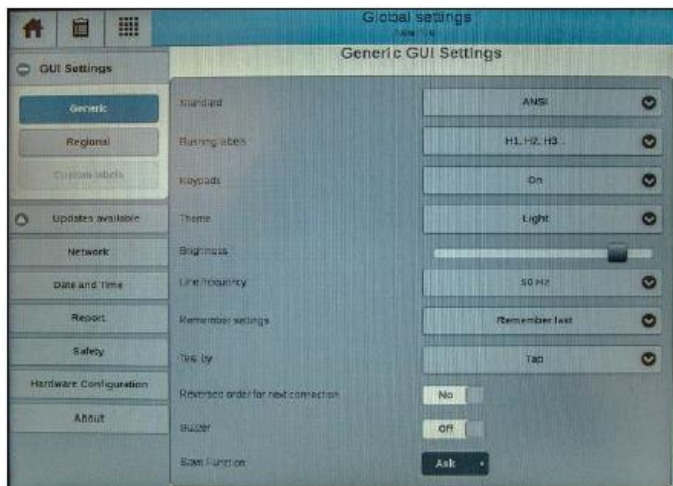 Global settings
Generic GUI Settings
GUI Settings
Generic
Regional
Custom labels
Updates available
Network
Date and Time
Report
Safety
Hardware Configuration
About
Standard ANSI
Bushing labels H1, H2, H3...
Keypads On
Theme Light
Brightness
Line frequency 50 Hz
Remember settings Remember last
Test by Tap
Reversed order for next connection No
Buzzer Off
Save Function Ask